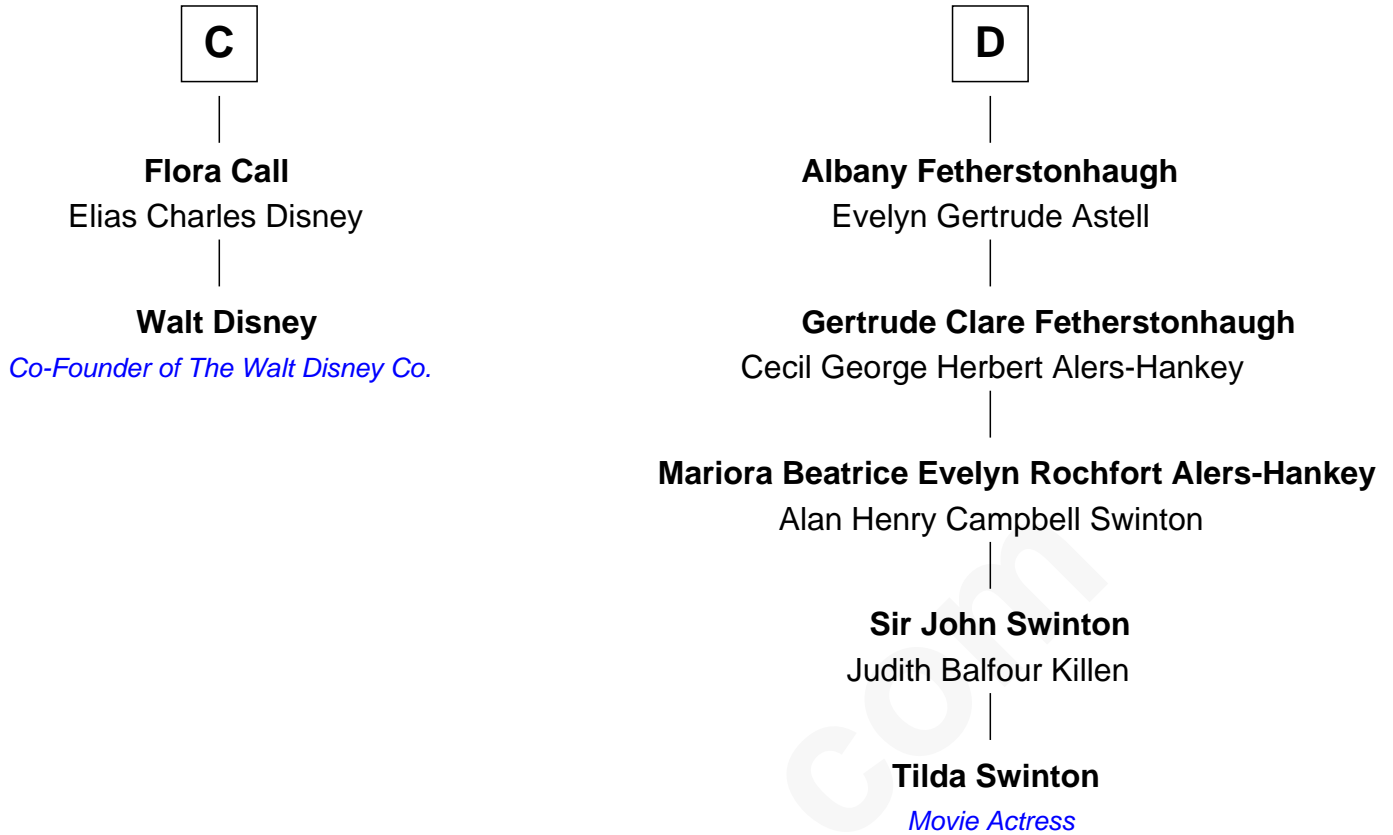 C
Flora Call
Elias Charles Disney
Walt Disney
Co-Founder of The Walt Disney Co.
D
Albany Fetherstonhaugh
Evelyn Gertrude Astell
Gertrude Clare Fetherstonhaugh
Cecil George Herbert Alers-Hankey
Mariora Beatrice Evelyn Rochfort Alers-Hankey
Alan Henry Campbell Swinton
Sir John Swinton
Judith Balfour Killen
Tilda Swinton
Movie Actress
com